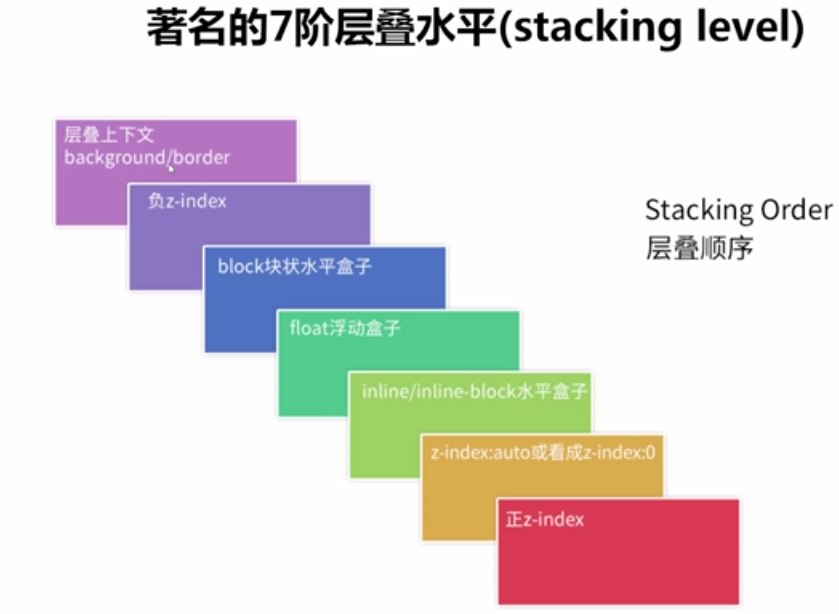 著名的7阶层叠水平(stacking level)
层叠上下文
background/border
负z-index
Stacking Order
层叠顺序
block块状水平盒子
float浮动盒子
inline/inline-block水平盒子
z-index:auto或看成z-index:0
正z-index